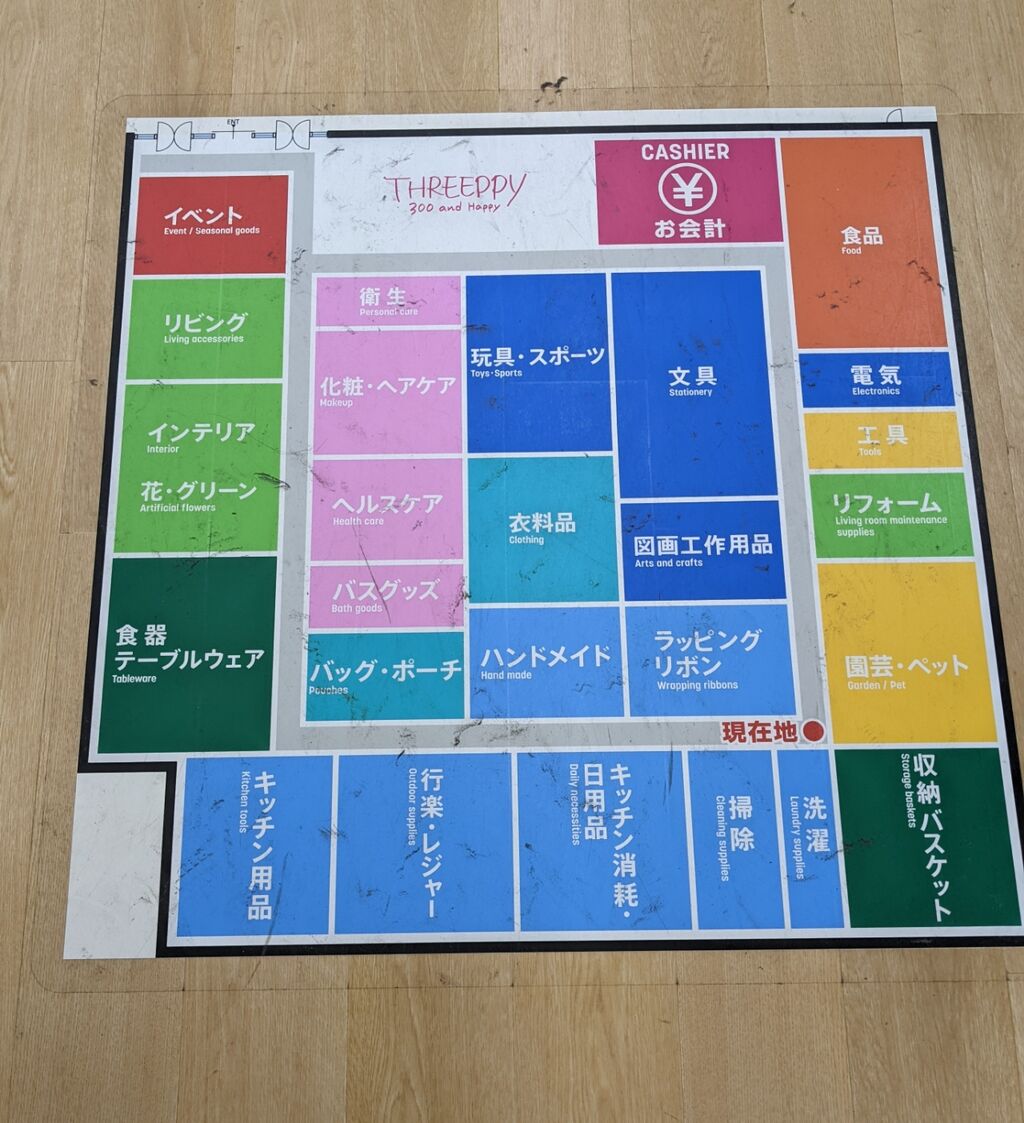 ENT
THREEPPY
300 and Happy
CASHIER
¥
お会計
イベント
Event / Seasonal goods
リビング
Living accessories
インテリア
Interior
花・グリーン
Artificial flowers
食器
テーブルウェア
Tableware
衛生
Personal care
化粧・ヘアケア
Makeup
ヘルスケア
Health care
バスグッズ
Bath goods
バッグ・ポーチ
Pouches
玩具・スポーツ
Toys・Sports
衣料品
Clothing
ハンドメイド
Hand made
文具
Stationery
図画工作用品
Arts and crafts
ラッピング
リボン
Wrapping ribbons
食品
Food
電気
Electronics
工具
Tools
リフォーム
Living room maintenance
supplies
園芸・ペット
Garden / Pet
現在地
キッチン用品
Kitchen tools
行楽・レジャー
Outdoor supplies
キッチン消耗・
日用品
Daily necessities
掃除
Cleaning supplies
洗濯
Laundry supplies
収納バスケット
Storage baskets